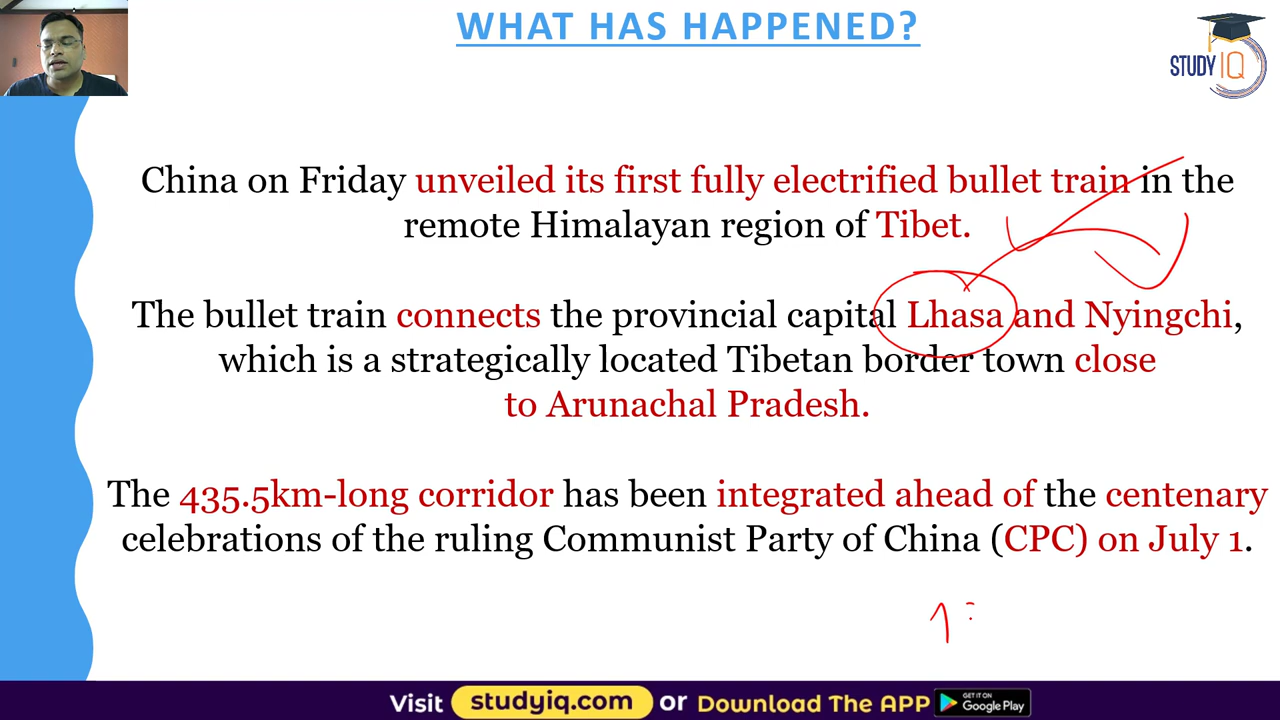 WHAT HAS HAPPENED?
STUDY IQ
China on Friday unveiled its first fully electrified bullet train in the
remote Himalayan region of Tibet.
The bullet train connects the provincial capital Lhasa and Nyingchi,
which is a strategically located Tibetan border town close
to Arunachal Pradesh.
The 435.5km-long corridor has been integrated ahead of the centenary
celebrations of the ruling Communist Party of China (CPC) on July 1.
Visit studyiq.com or Download The APP GET IT ON Google Play